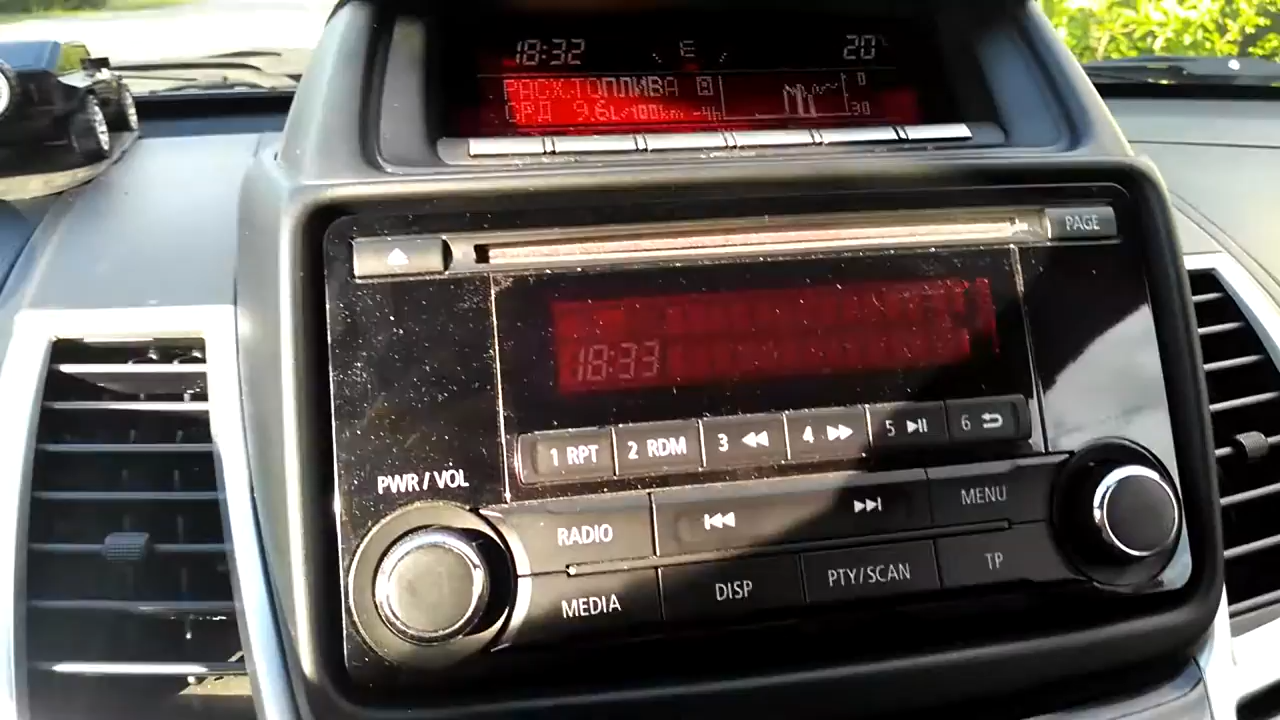 18:32 E 20°
РАСХ.ТОПЛИВА 0
СРД 9.6L/100km -4h 30
PAGE
18:33
1 RPT 2 RDM 3 4 5 6
PWR / VOL
RADIO MENU
MEDIA DISP PTY/SCAN TP